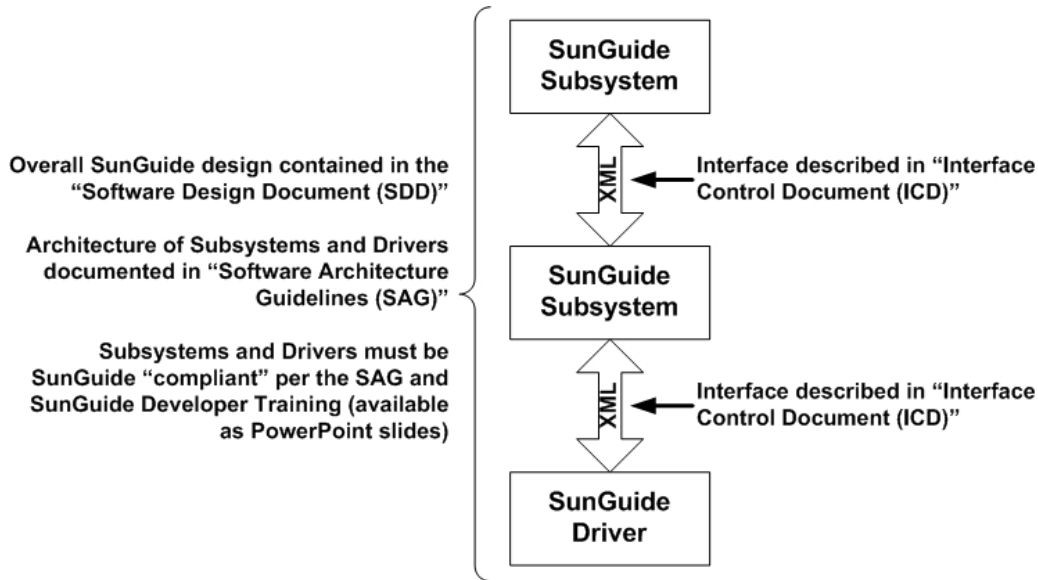 SunGuide
Subsystem
Overall SunGuide design contained in the
“Software Design Document (SDD)”
Architecture of Subsystems and Drivers
documented in “Software Architecture
Guidelines (SAG)”
Subsystems and Drivers must be
SunGuide “compliant” per the SAG and
SunGuide Developer Training (available
as PowerPoint slides)
XML
Interface described in “Interface
Control Document (ICD)”
SunGuide
Subsystem
XML
Interface described in “Interface
Control Document (ICD)”
SunGuide
Driver